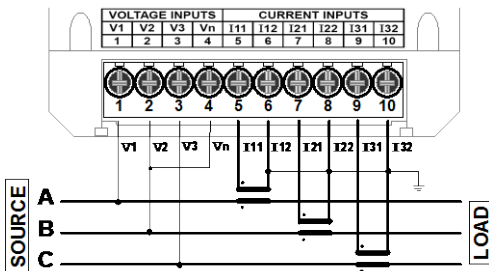 VOLTAGE INPUTS CURRENT INPUTS
V1 V2 V3 Vn I11 I12 I21 I22 I31 I32
1 2 3 4 5 6 7 8 9 10
1 2 3 4 5 6 7 8 9 10
V1 V2 V3 Vn I11 I12 I21 I22 I31 I32
SOURCE
A
B
C
LOAD